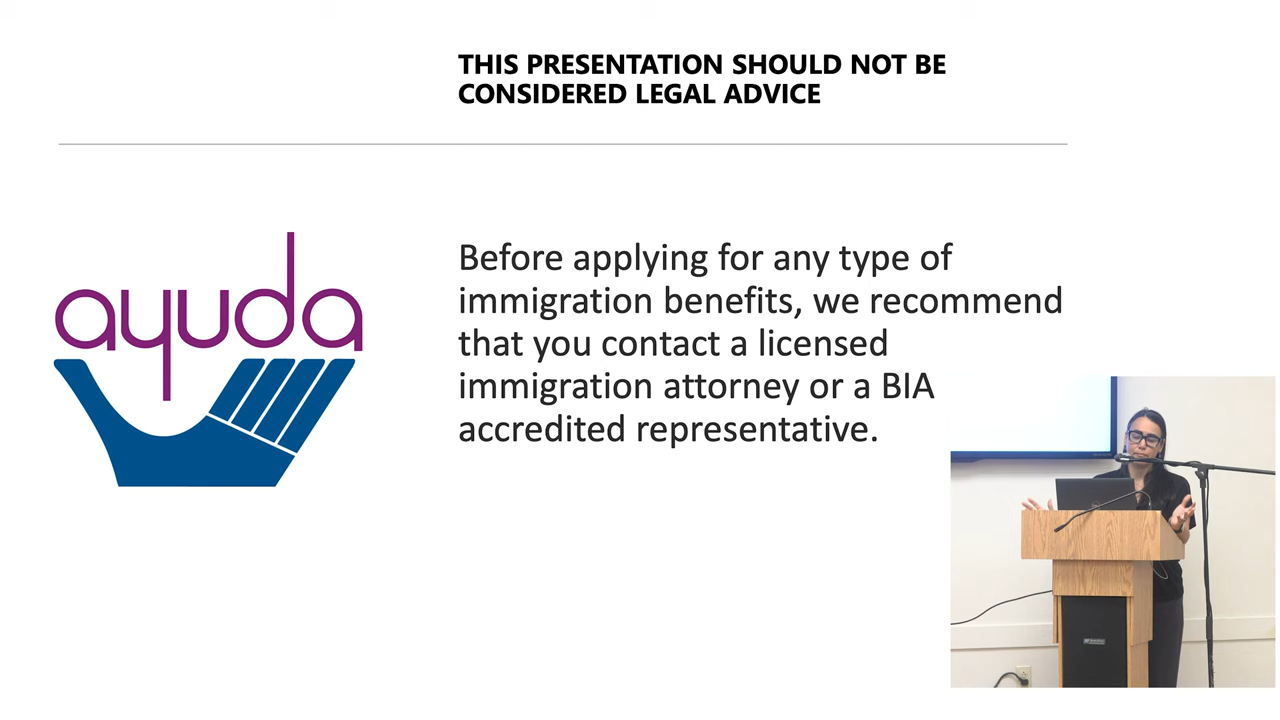 THIS PRESENTATION SHOULD NOT BE
CONSIDERED LEGAL ADVICE
ayuda
Before applying for any type of
immigration benefits, we recommend
that you contact a licensed
immigration attorney or a BIA
accredited representative.